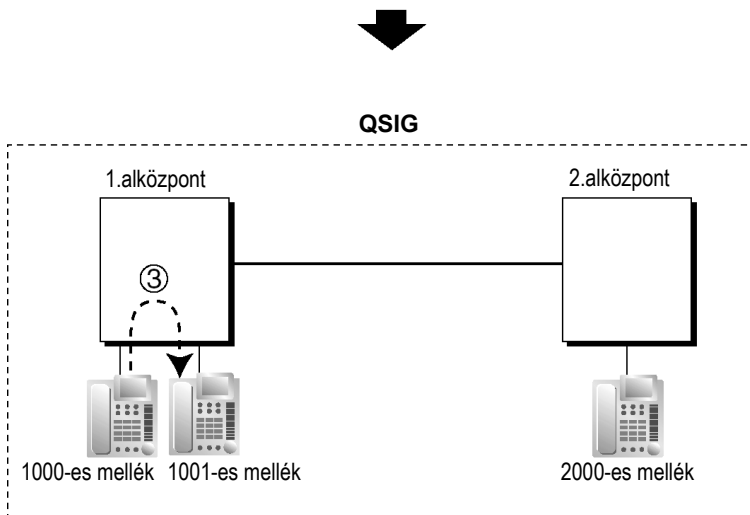 QSIG
1.alközpont
2.alközpont
③
1000-es mellék
1001-es mellék
2000-es mellék